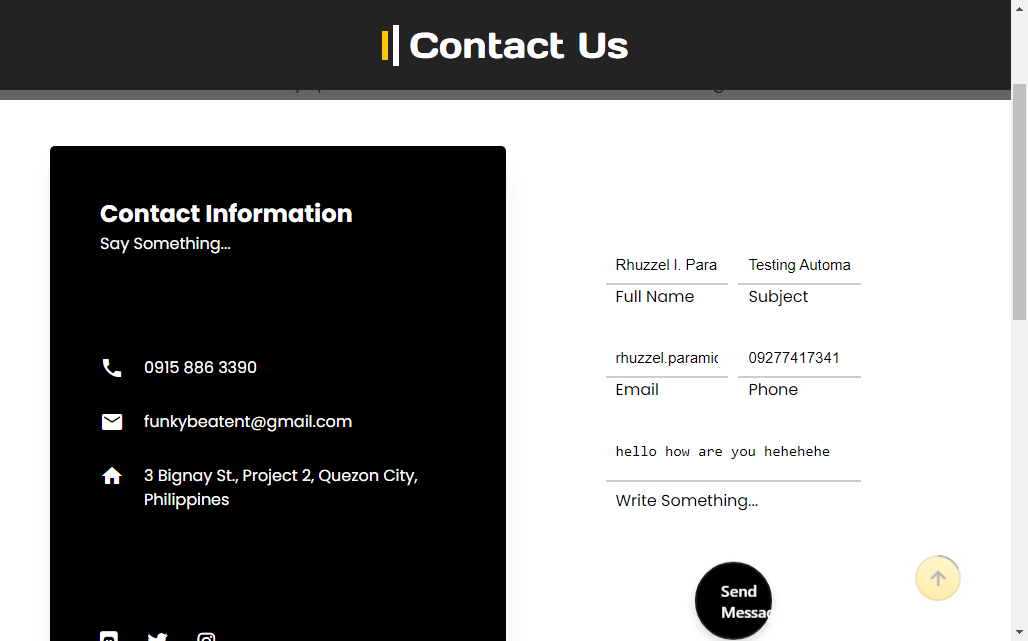 Contact Us
Contact Information
Say Something...
0915 886 3390
funkybeatent@gmail.com
3 Bignay St., Project 2, Quezon City,
Philippines
Rhuzzel I. Para
Testing Automa
Full Name
Subject
rhuzzel.paramic
09277417341
Email
Phone
hello how are you hehehehe
Write Something...
Send
Messag